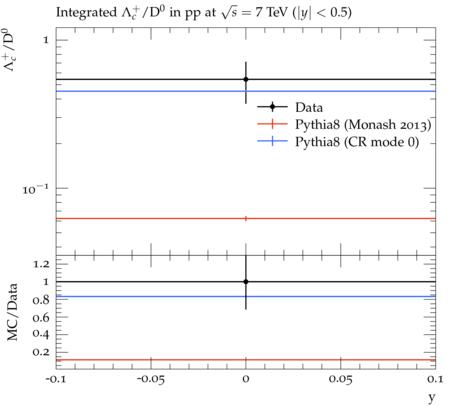 Integrated Λc+/D0 in pp at √s = 7 TeV (|y| < 0.5)
Λc+/D0
1
10−1
Data
Pythia8 (Monash 2013)
Pythia8 (CR mode 0)
MC/Data
1.2
1
0.8
0.6
0.4
0.2
-0.1
-0.05
0
0.05
0.1
y